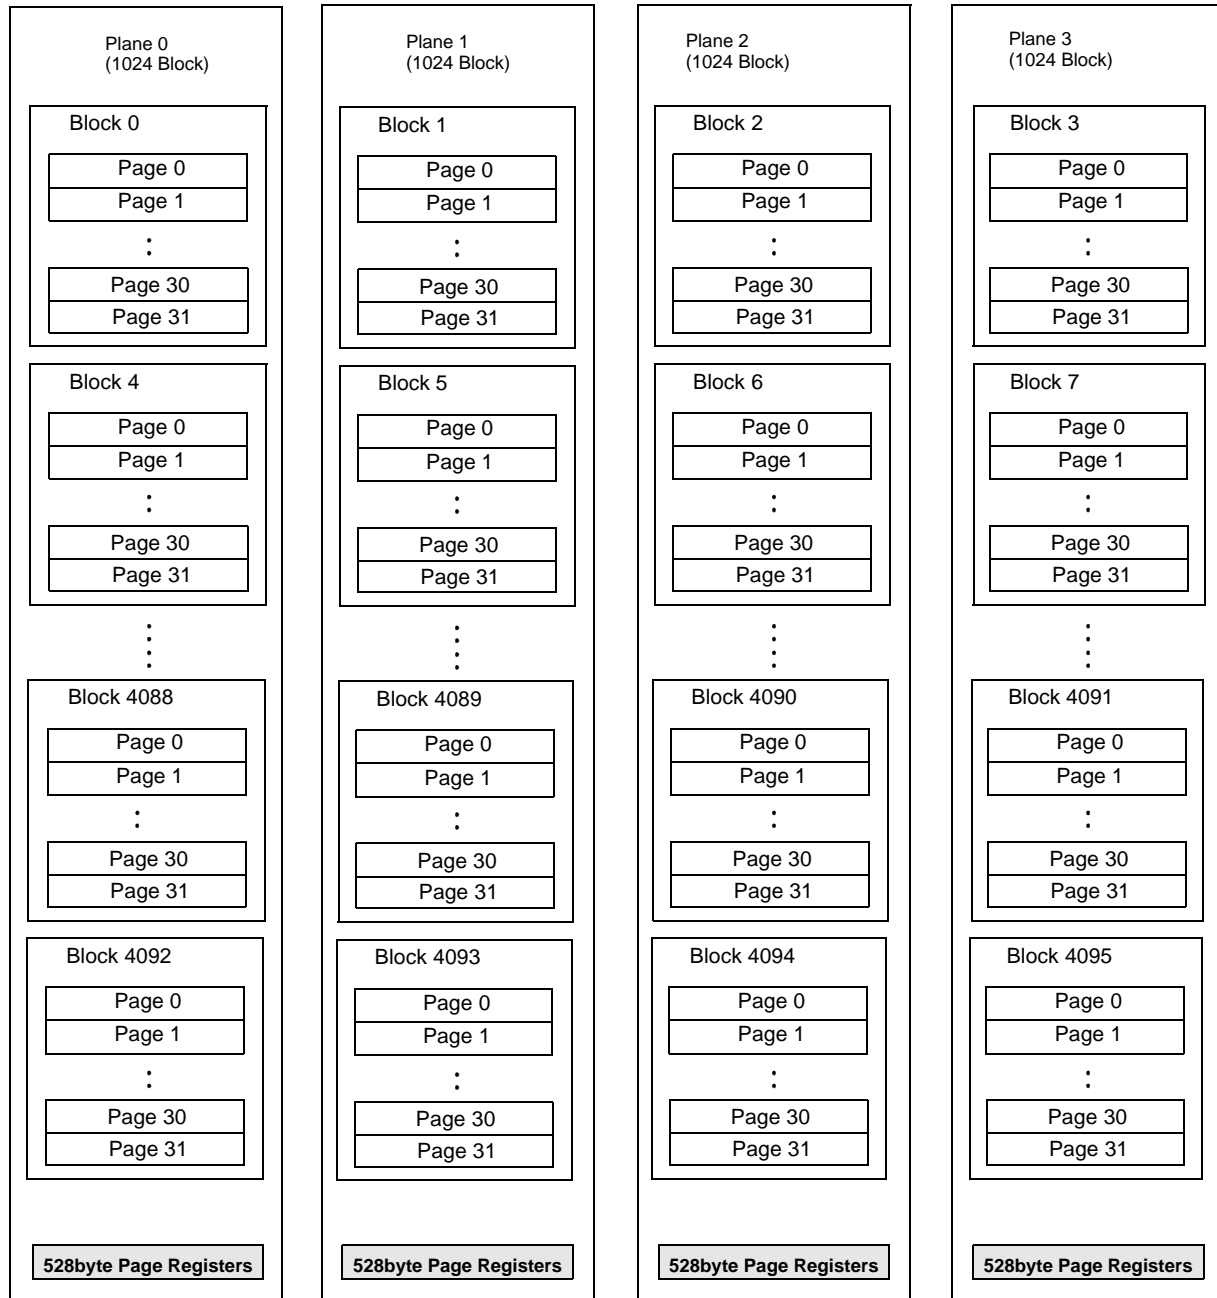 Plane 0
(1024 Block)
Block 0
Page 0
Page 1
Page 30
Page 31
Block 4
Page 0
Page 1
Page 30
Page 31
Block 4088
Page 0
Page 1
Page 30
Page 31
Block 4092
Page 0
Page 1
Page 30
Page 31
528byte Page Registers
Plane 1
(1024 Block)
Block 1
Page 0
Page 1
Page 30
Page 31
Block 5
Page 0
Page 1
Page 30
Page 31
Block 4089
Page 0
Page 1
Page 30
Page 31
Block 4093
Page 0
Page 1
Page 30
Page 31
528byte Page Registers
Plane 2
(1024 Block)
Block 2
Page 0
Page 1
Page 30
Page 31
Block 6
Page 0
Page 1
Page 30
Page 31
Block 4090
Page 0
Page 1
Page 30
Page 31
Block 4094
Page 0
Page 1
Page 30
Page 31
528byte Page Registers
Plane 3
(1024 Block)
Block 3
Page 0
Page 1
Page 30
Page 31
Block 7
Page 0
Page 1
Page 30
Page 31
Block 4091
Page 0
Page 1
Page 30
Page 31
Block 4095
Page 0
Page 1
Page 30
Page 31
528byte Page Registers